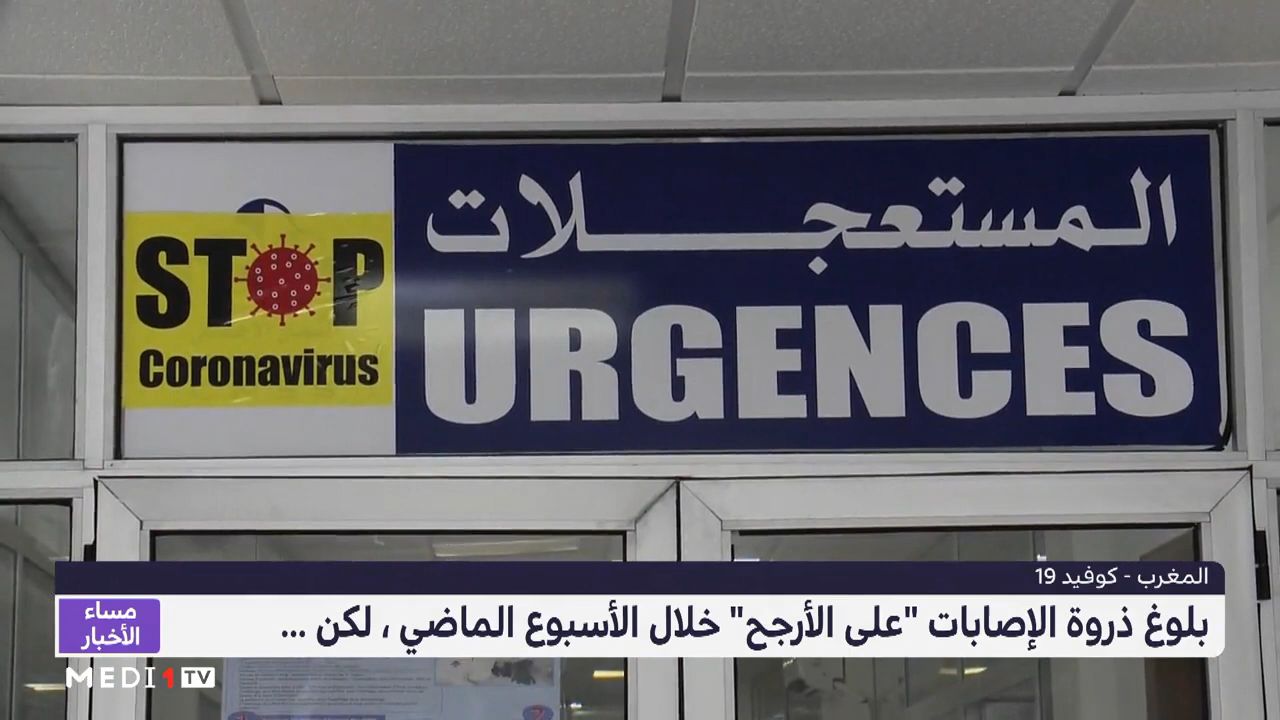 المستعجلات
STOP
Coronavirus
URGENCES
المغرب - كوفيد 19
بلوغ ذروة الإصابات "على الأرجح" خلال الأسبوع الماضي ، لكن ...
مساء
الأخبار
MEDI1TV